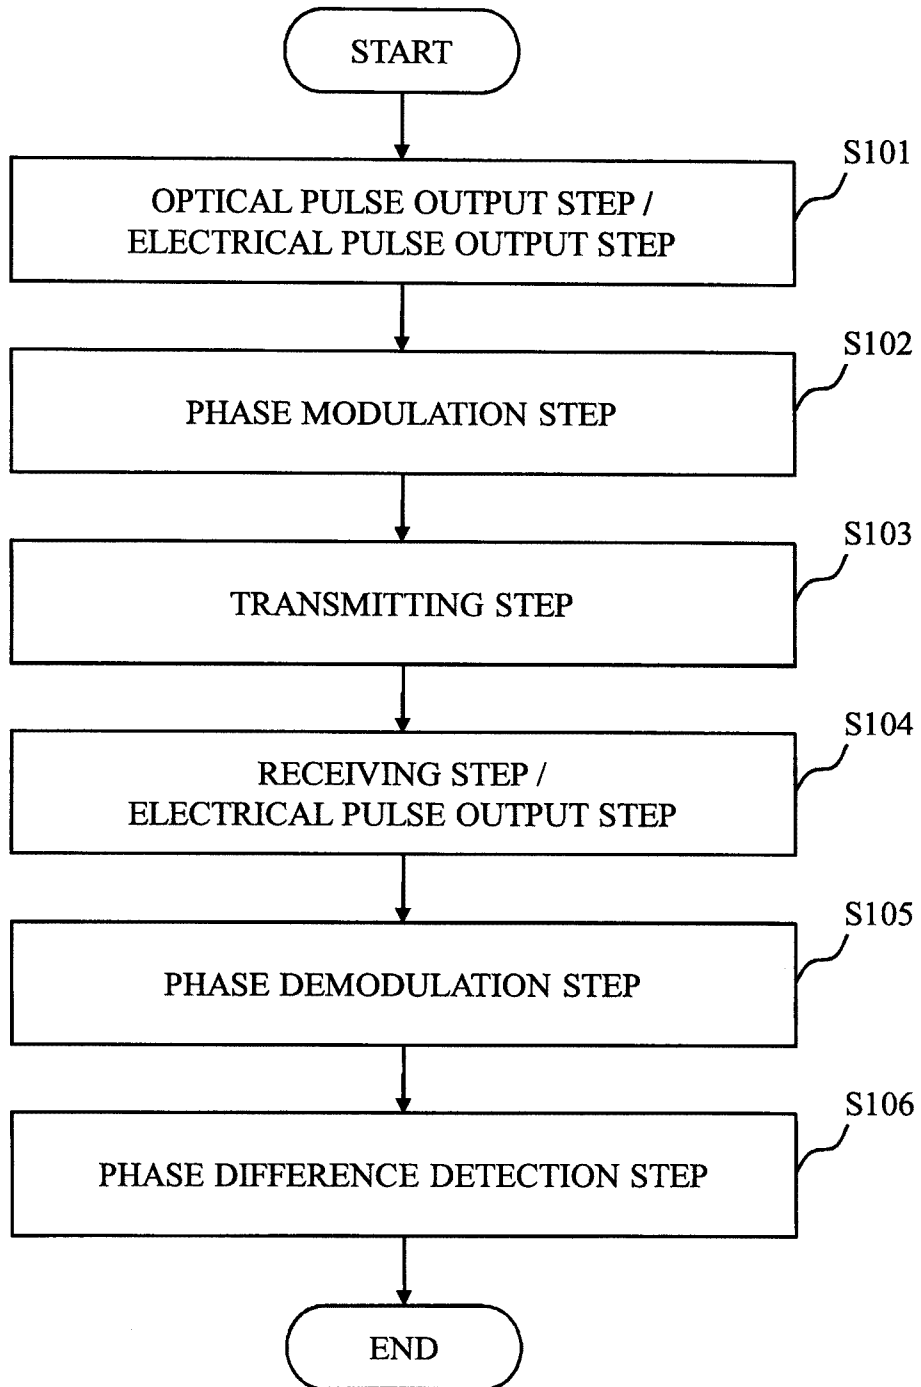 START
S101
OPTICAL PULSE OUTPUT STEP /
ELECTRICAL PULSE OUTPUT STEP
S102
PHASE MODULATION STEP
S103
TRANSMITTING STEP
S104
RECEIVING STEP /
ELECTRICAL PULSE OUTPUT STEP
S105
PHASE DEMODULATION STEP
S106
PHASE DIFFERENCE DETECTION STEP
END